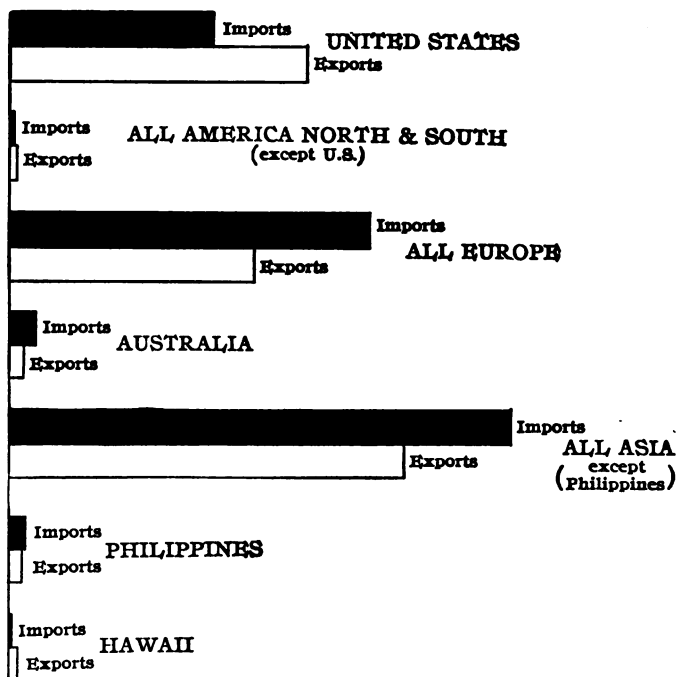 Imports
UNITED STATES
Exports
Imports
ALL AMERICA NORTH & SOUTH
(except U.S.)
Exports
Imports
ALL EUROPE
Exports
Imports
AUSTRALIA
Exports
Imports
ALL ASIA
Exports
except
(Philippines)
Imports
PHILIPPINES
Exports
Imports
HAWAII
Exports